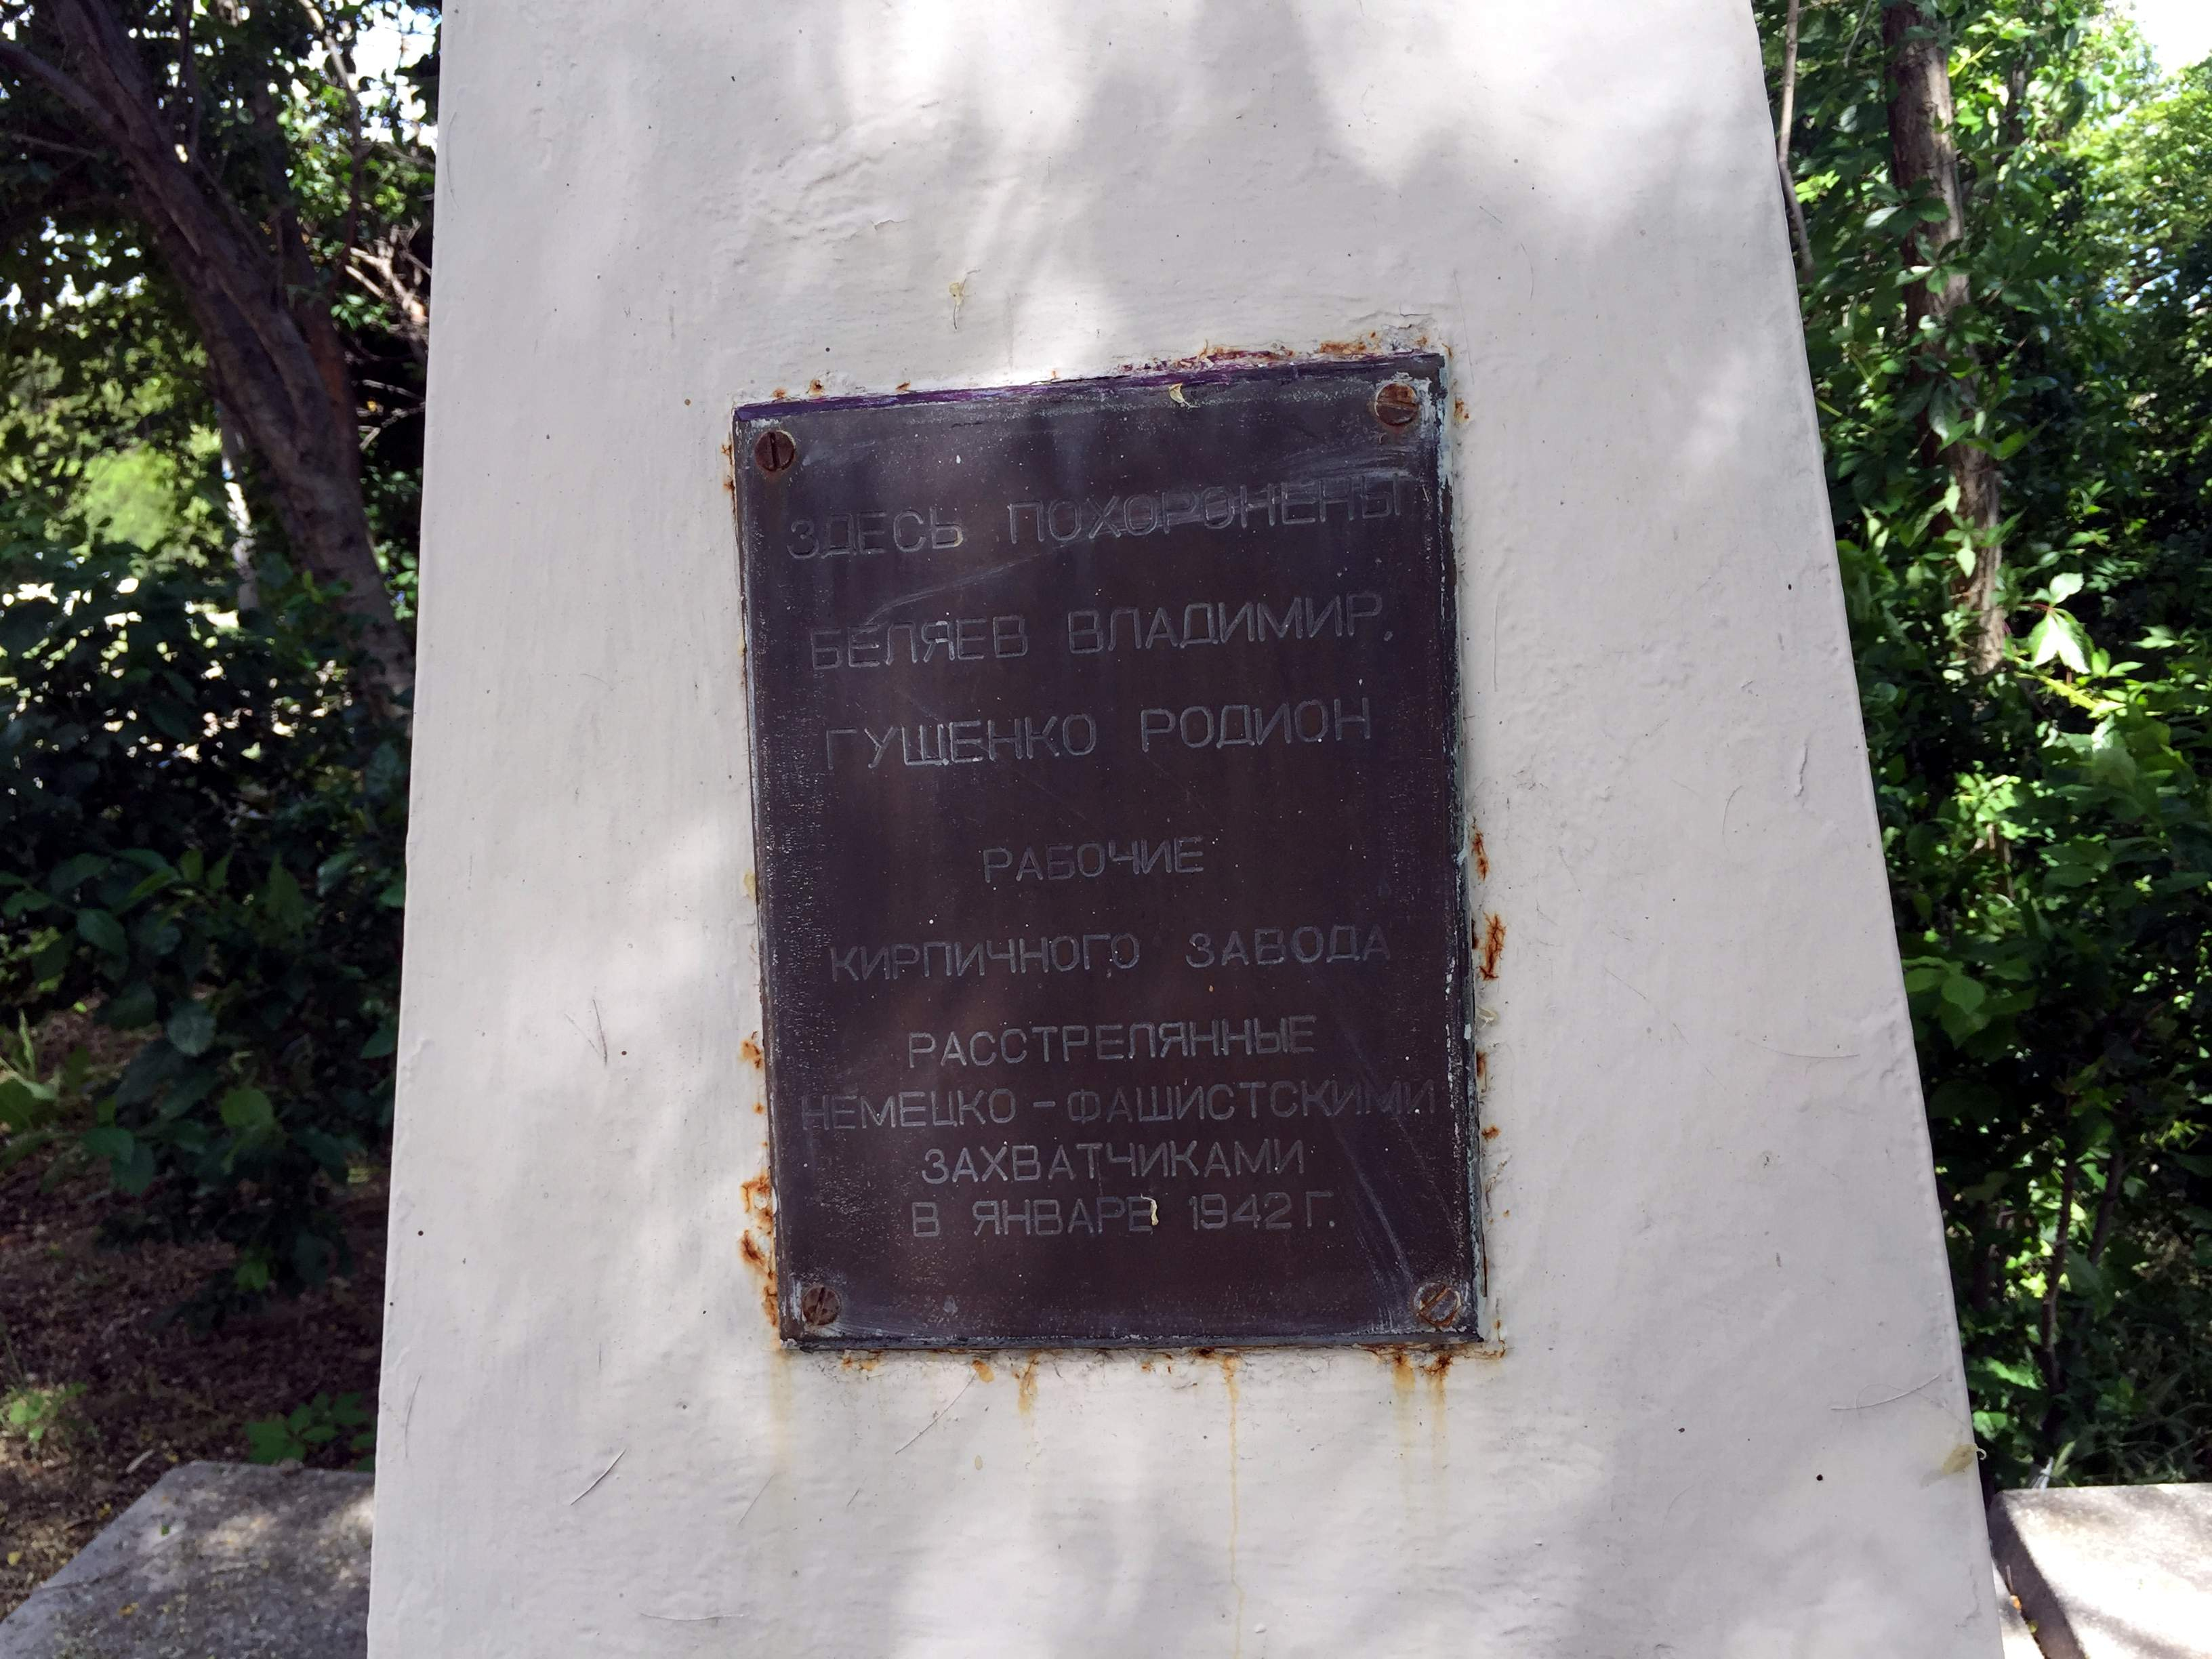 ЗДЕСЬ ПОХОРОНЕНЫ
БЕЛЯЕВ ВЛАДИМИР.
ГУЩЕНКО РОДИОН
РАБОЧИЕ
КИРПИЧНОГО ЗАВОДА
РАССТРЕЛЯННЫЕ
НЕМЕЦКО-ФАШИСТСКИМИ
ЗАХВАТЧИКАМИ
В ЯНВАРЕ 1942 Г.